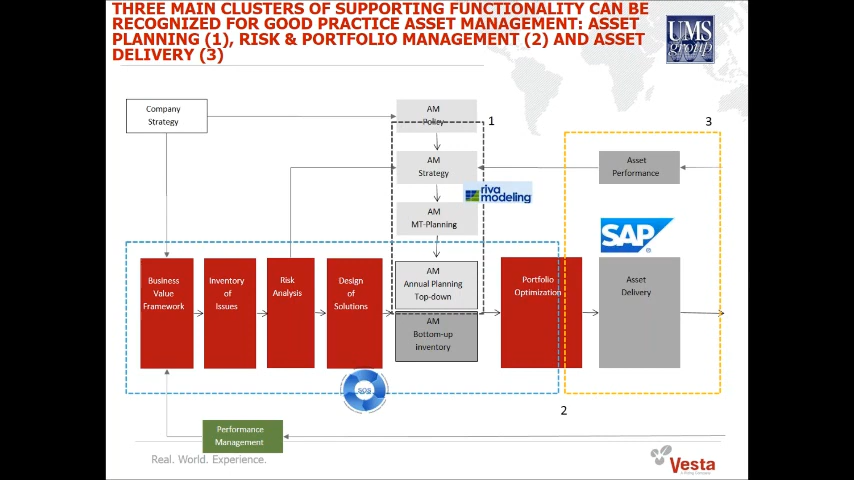 THREE MAIN CLUSTERS OF SUPPORTING FUNCTIONALITY CAN BE
RECOGNIZED FOR GOOD PRACTICE ASSET MANAGEMENT: ASSET
PLANNING (1), RISK & PORTFOLIO MANAGEMENT (2) AND ASSET
DELIVERY (3)
UMS
group
Company
Strategy
AM
Policy
1
3
AM
Strategy
Asset
Performance
riva
modeling
AM
MT-Planning
SAP
®
Business
Value
Framework
Inventory
of
Issues
Risk
Analysis
Design
of
Solutions
AM
Annual Planning
Top-down
AM
Bottom-up
inventory
Portfolio
Optimization
Asset
Delivery
SOS
2
Performance
Management
Real. World. Experience.
Vesta